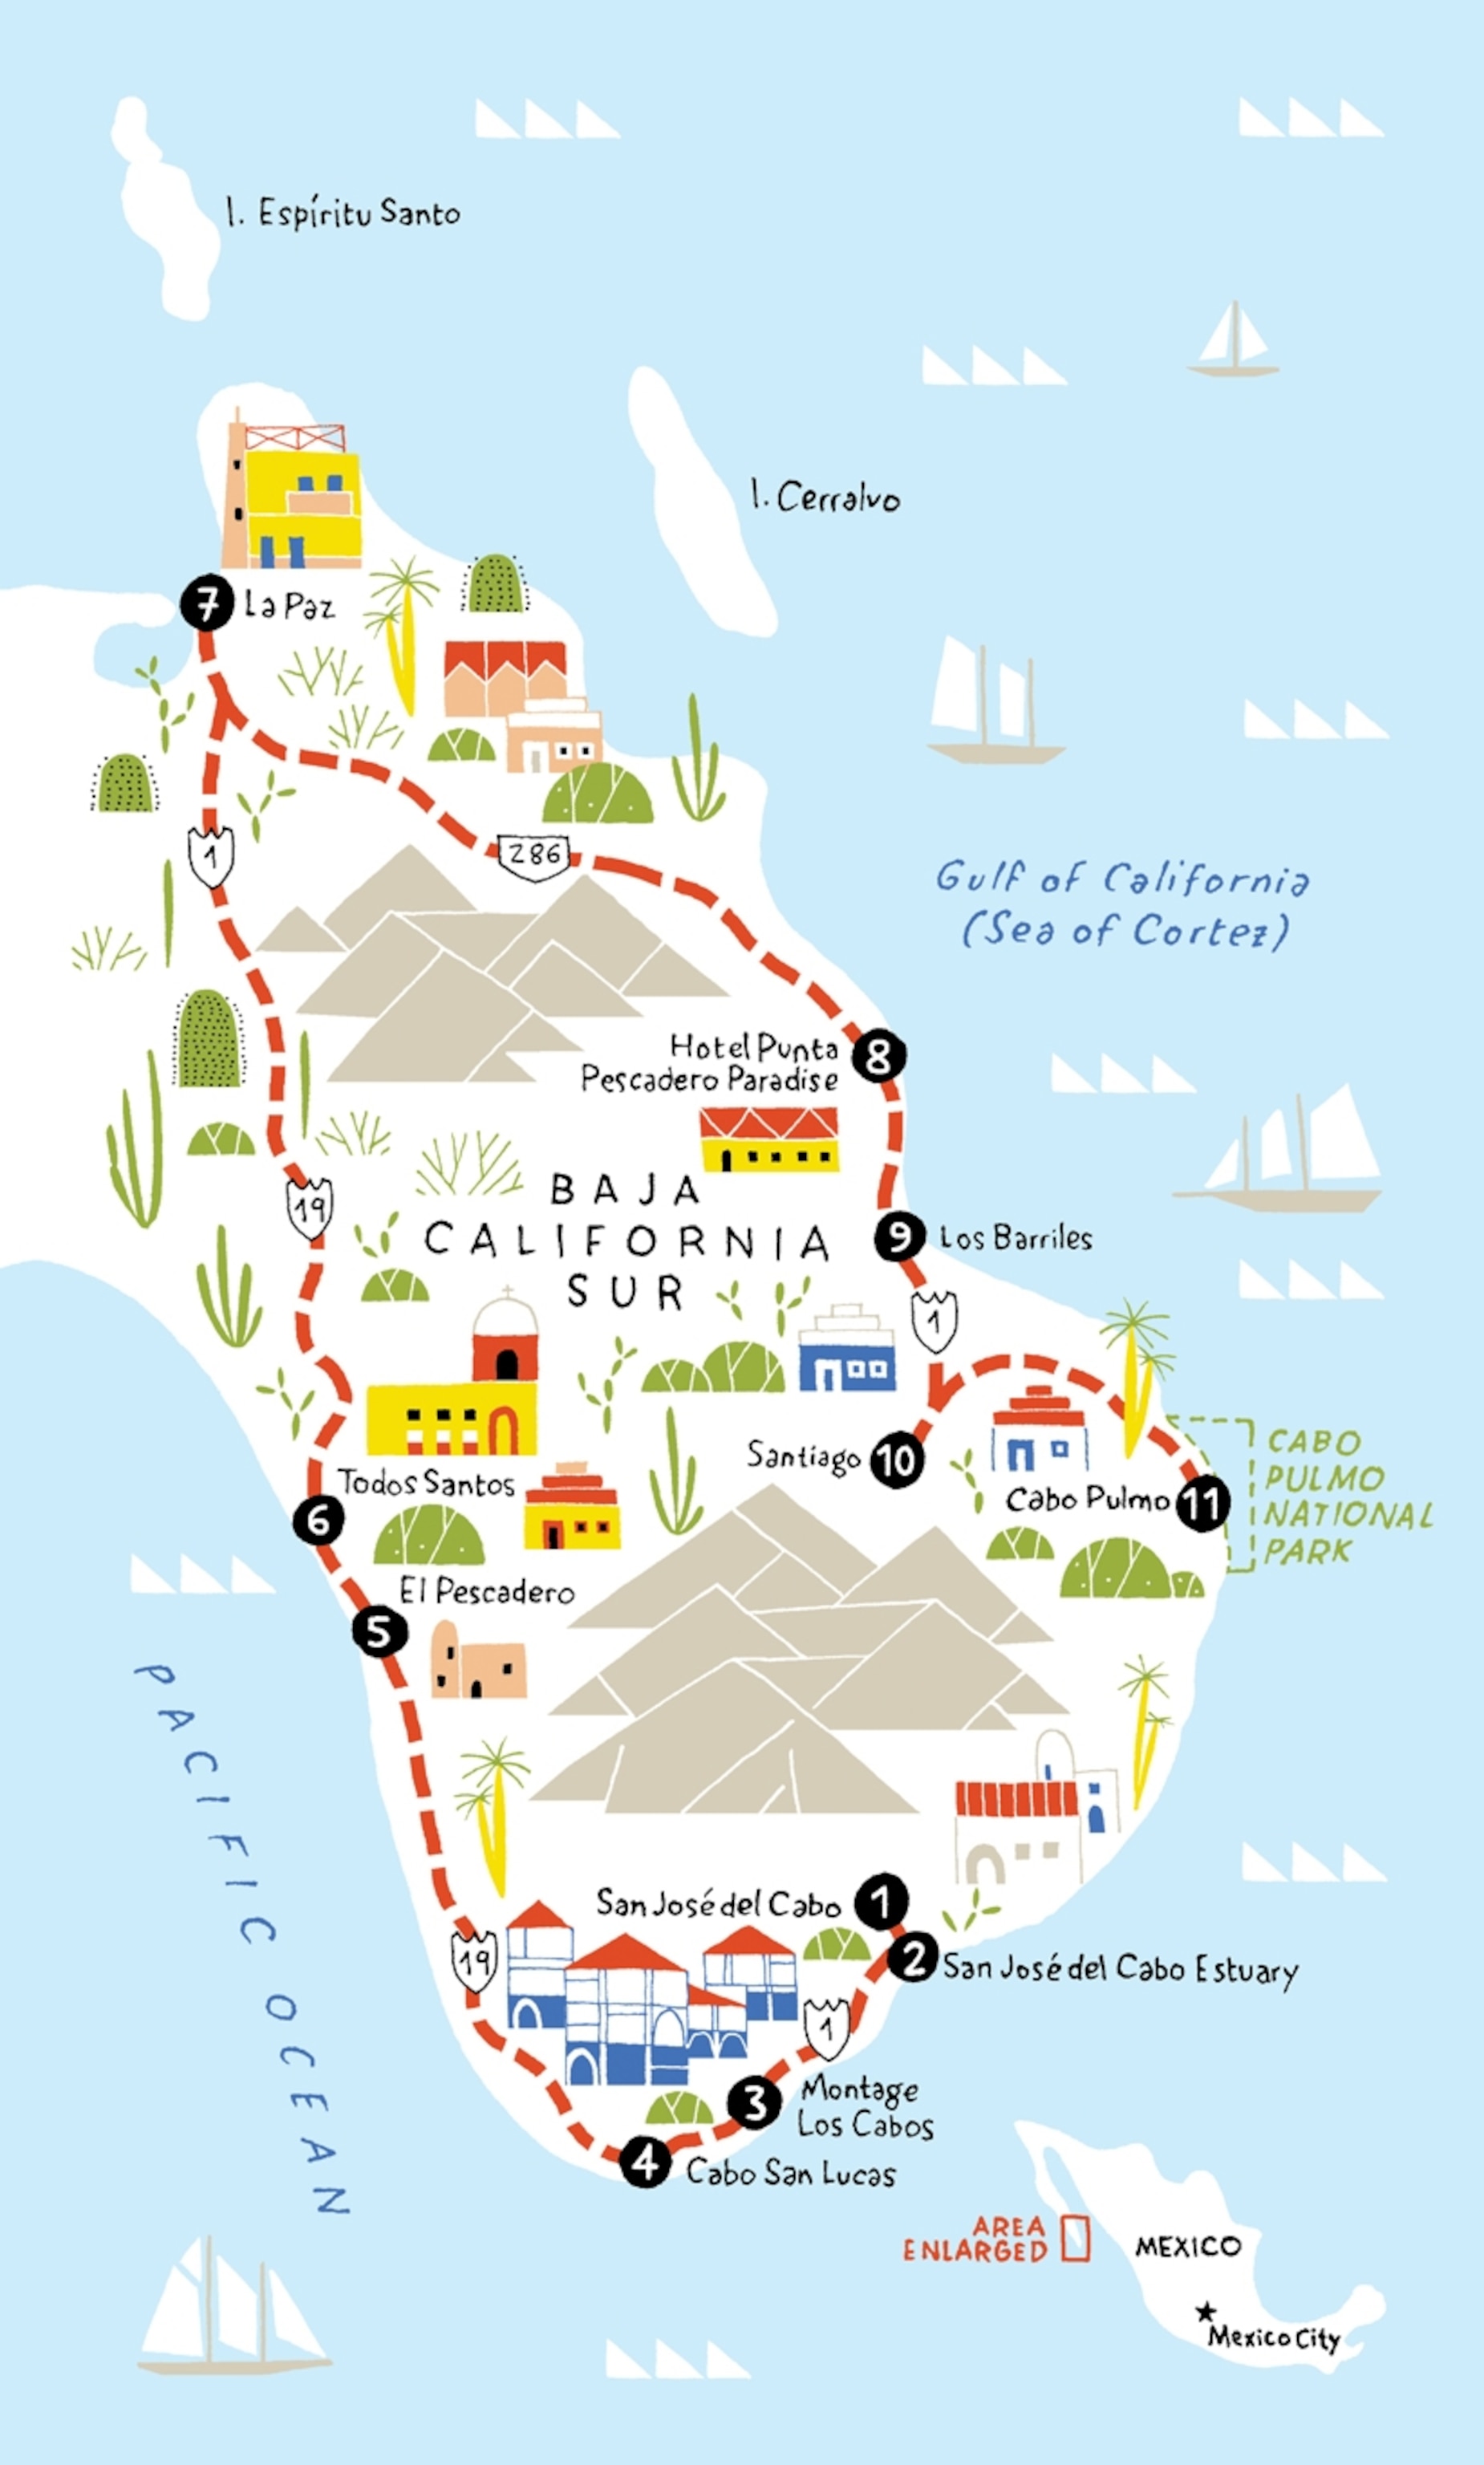 I. Espíritu Santo
I. Cerralvo
7 La Paz
1
286
Gulf of California
(Sea of Cortez)
Hotel Punta
Pescadero Paradise
8
19
BAJA
CALIFORNIA
SUR
9 Los Barriles
1
Santiago 10
Cabo Pulmo 11
CABO
PULMO
NATIONAL
PARK
Todos Santos
6
El Pescadero
5
PACIFIC OCEAN
San José del Cabo 1
2 San José del Cabo Estuary
19
1
3 Montage
Los Cabos
4 Cabo San Lucas
AREA
ENLARGED
MEXICO
Mexico City